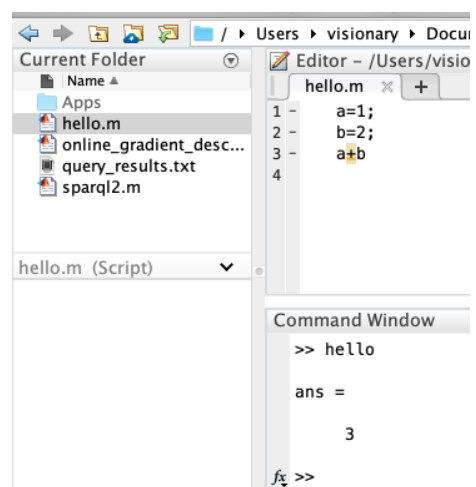 / ▸ Users ▸ visionary ▸ Docu
Current Folder
Name ▲
Apps
hello.m
online_gradient_desc...
query_results.txt
sparql2.m
hello.m (Script)
Editor - /Users/visio
hello.m × +
1 - a=1;
2 - b=2;
3 - a+b
4
Command Window
>> hello
ans =
3
fx >>